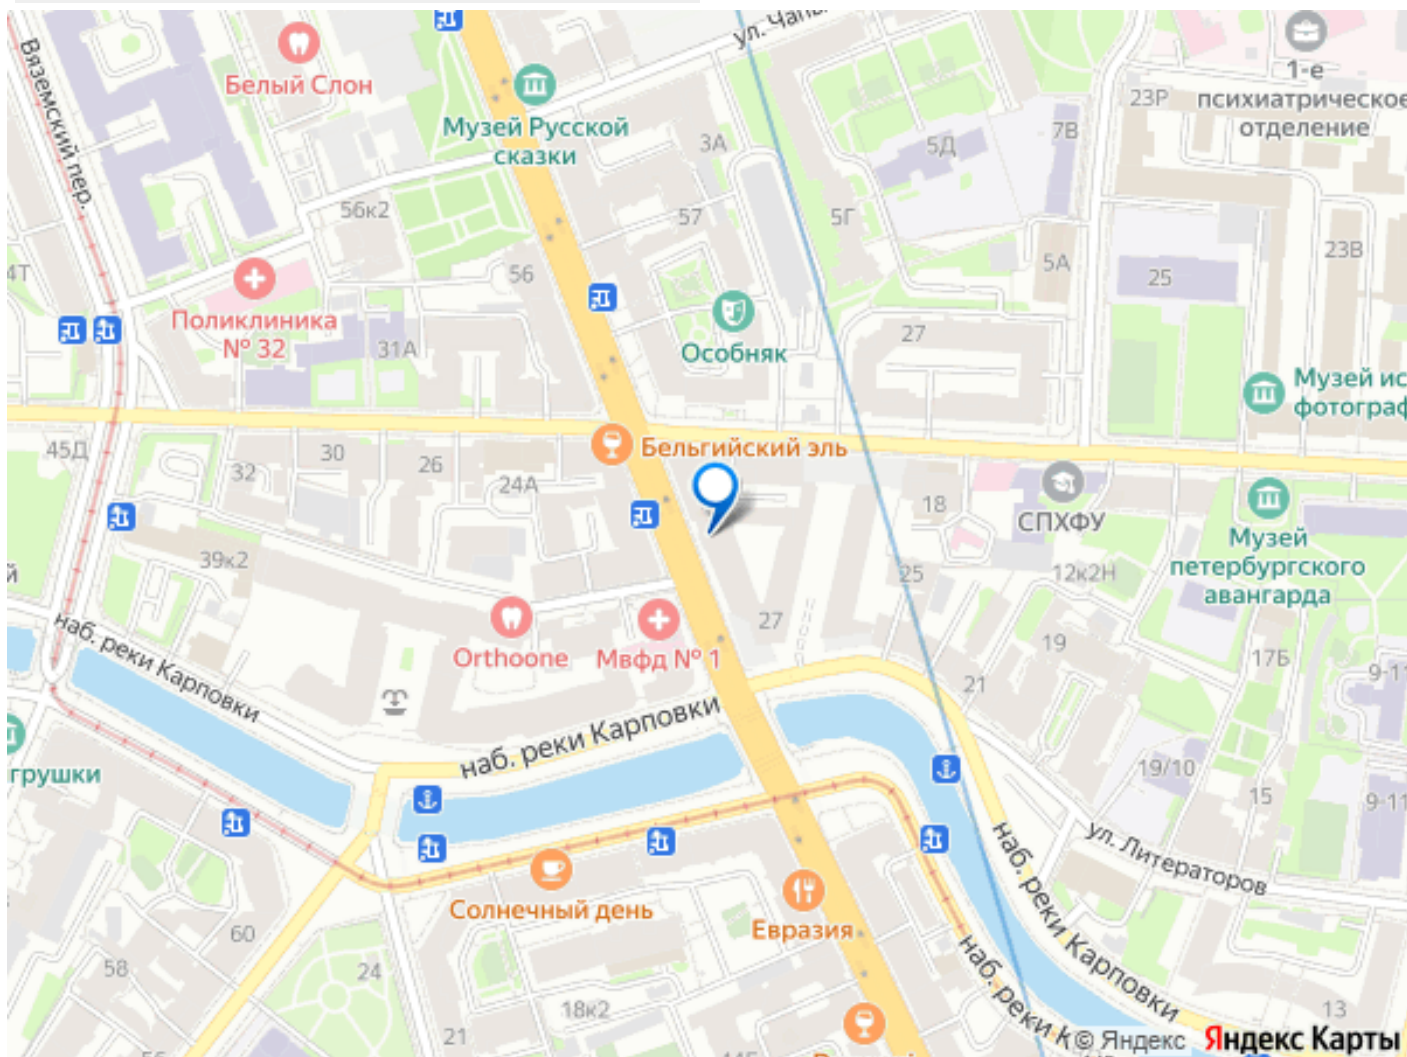 ул. Чапы
Вяземский пер.
Белый Слон
1-е
психиатрическое
отделение
23Р
Музей Русской
сказки
3А
5Д
7В
56к2
57
5Г
23В
4Т
56
5А
25
Поликлиника
№ 32
31А
Особняк
27
Музей ис
фотограф
45Д
32
30
26
24А
Бельгийский эль
18
СПХФУ
Музей
петербургского
авангарда
39к2
й
25
12к2Н
27
наб. реки Карповки
Orthoone
Мвфд № 1
19
17Б
9-11
21
наб. реки Карповки
грушки
19/10
15
9-11
ул. Литераторов
наб. реки Карповки
Солнечный день
Евразия
60
58
24
18к2
21
наб. реки К
13
© Яндекс Яндекс Карты